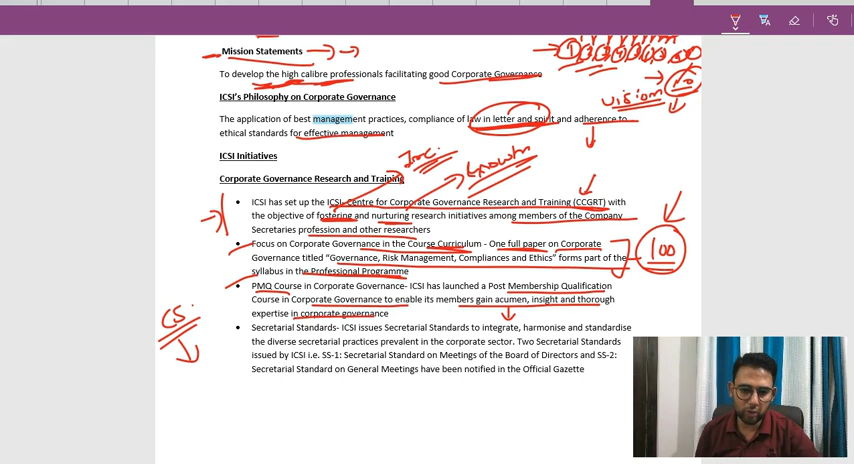 Mission Statements
To develop the high calibre professionals facilitating good Corporate Governance
vision
ICSI's Philosophy on Corporate Governance
The application of best management practices, compliance of law in letter and spirit and adherence to
ethical standards for effective management
ICSI Initiatives
Inc.
Growth
Corporate Governance Research and Training
• ICSI has set up the ICSI- Centre for Corporate Governance Research and Training (CCGRT) with
the objective of fostering and nurturing research initiatives among members of the Company
Secretaries profession and other researchers
• Focus on Corporate Governance in the Course Curriculum - One full paper on Corporate
Governance titled "Governance, Risk Management, Compliances and Ethics" forms part of the
syllabus in the Professional Programme
100
• PMQ Course in Corporate Governance- ICSI has launched a Post Membership Qualification
Course in Corporate Governance to enable its members gain acumen, insight and thorough
expertise in corporate governance
CS
• Secretarial Standards- ICSI issues Secretarial Standards to integrate, harmonise and standardise
the diverse secretarial practices prevalent in the corporate sector. Two Secretarial Standards
issued by ICSI i.e. SS-1: Secretarial Standard on Meetings of the Board of Directors and SS-2:
Secretarial Standard on General Meetings have been notified in the Official Gazette